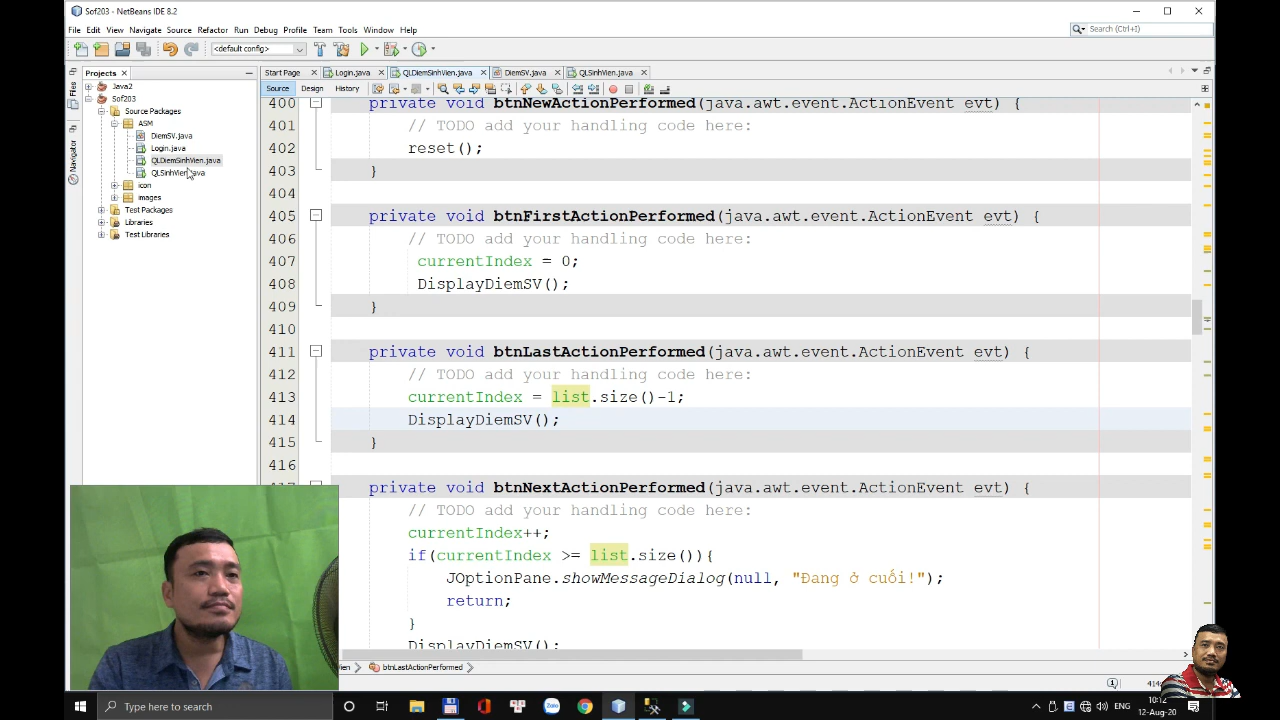 Sof203 - NetBeans IDE 8.2
File Edit View Navigate Source Refactor Run Debug Profile Team Tools Window Help
Search (Ctrl+I)
<default config>
Projects
Start Page Login.java QLDiemSinhVien.java DiemSV.java QLSinhVien.java
Source Design History
Files
Navigator
Java2
Sof203
Source Packages
ASM
DiemSV.java
Login.java
QLDiemSinhVien.java
QLSinhVien.java
icon
images
Test Packages
Libraries
Test Libraries
400 private void btnNewActionPerformed(java.awt.event.ActionEvent evt) {
401 // TODO add your handling code here:
402 reset();
403 }
404
405 private void btnFirstActionPerformed(java.awt.event.ActionEvent evt) {
406 // TODO add your handling code here:
407 currentIndex = 0;
408 DisplayDiemSV();
409 }
410
411 private void btnLastActionPerformed(java.awt.event.ActionEvent evt) {
412 // TODO add your handling code here:
413 currentIndex = list.size()-1;
414 DisplayDiemSV();
415 }
416
private void btnNextActionPerformed(java.awt.event.ActionEvent evt) {
// TODO add your handling code here:
currentIndex++;
if(currentIndex >= list.size()){
JOptionPane.showMessageDialog(null, "Đang ở cuối!");
return;
}
DisplayDiemSV();
btnLastActionPerformed
Type here to search
Zalo
ENG
10:12
12-Aug-20